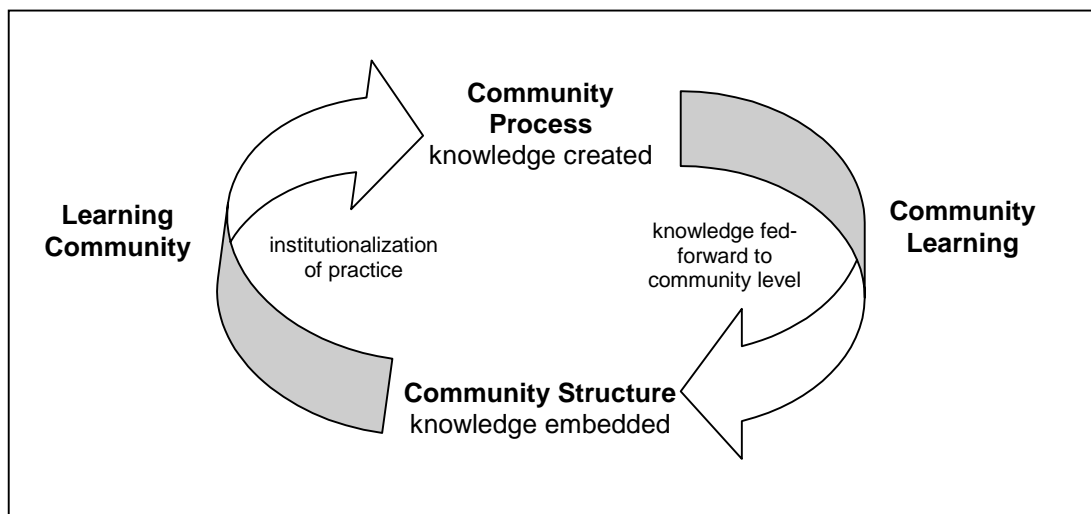 Community
Process
knowledge created
Learning
Community
institutionalization
of practice
knowledge fed-
forward to
community level
Community
Learning
Community Structure
knowledge embedded